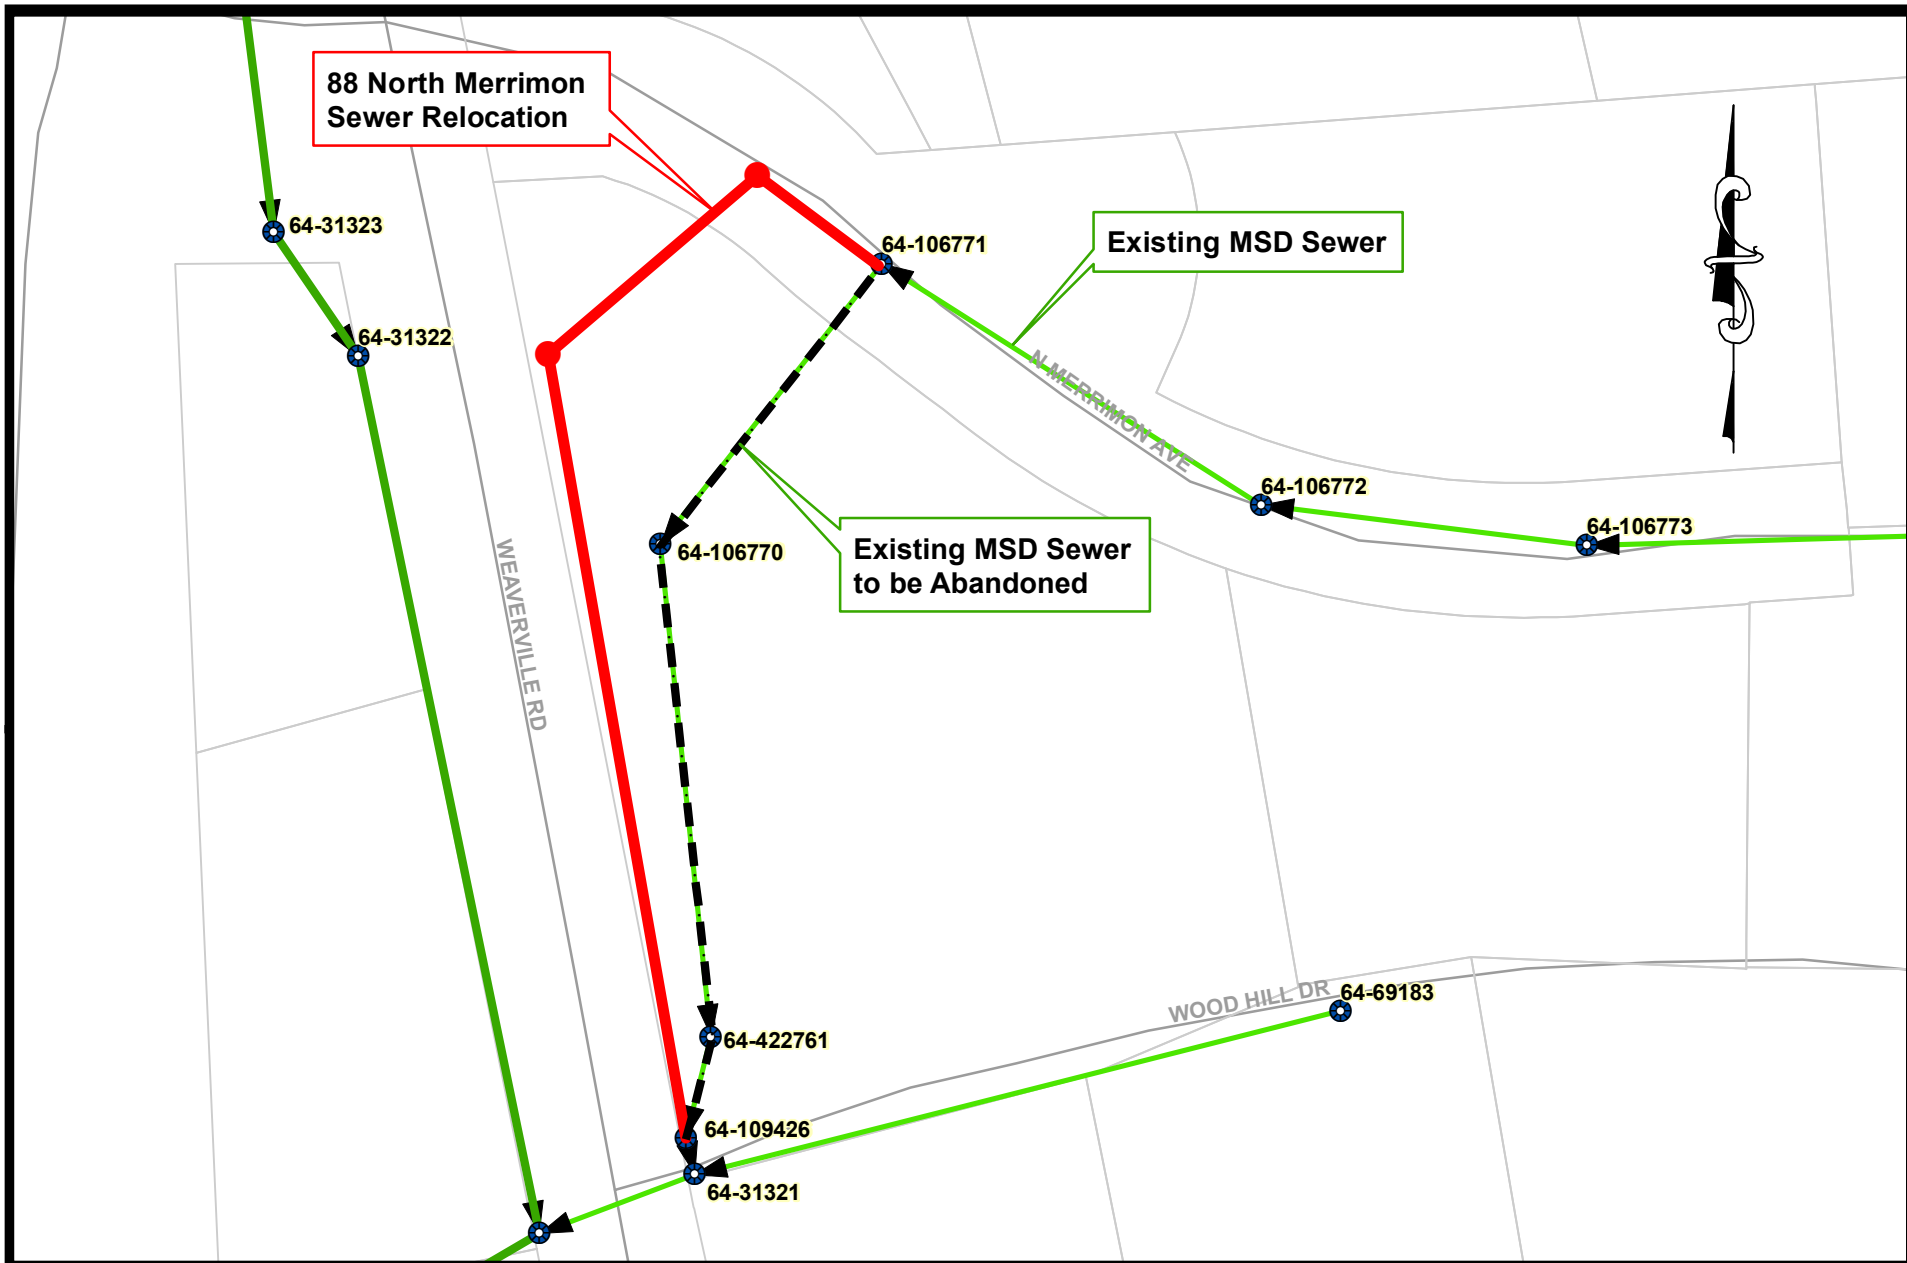 88 North Merrimon
Sewer Relocation
64-31323
64-106771
Existing MSD Sewer
64-31322
N MERRIMON AVE
64-106772
64-106773
64-106770
Existing MSD Sewer
to be Abandoned
WEAVERVILLE RD
WOOD HILL DR
64-69183
64-422761
64-109426
64-31321